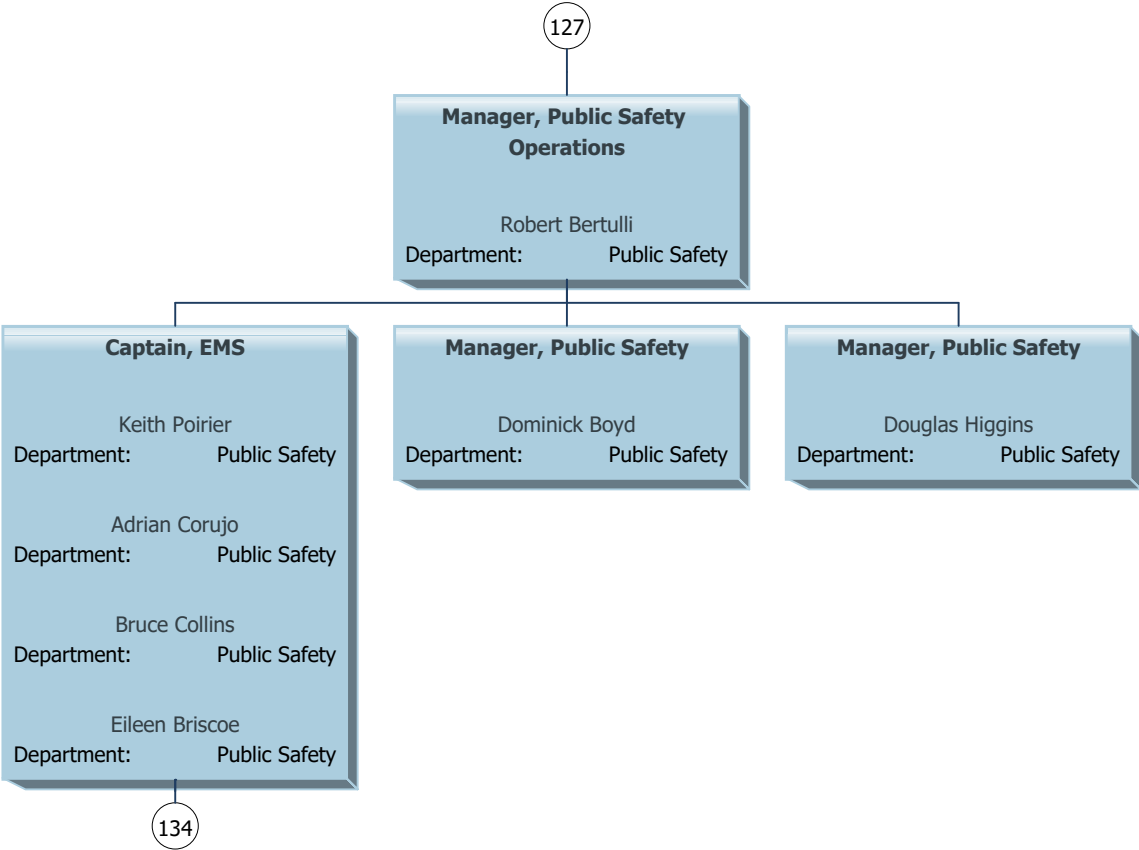 127
Manager, Public Safety
Operations
Robert Bertulli
Department: Public Safety
Captain, EMS
Keith Poirier
Department: Public Safety
Adrian Corujo
Department: Public Safety
Bruce Collins
Department: Public Safety
Eileen Briscoe
Department: Public Safety
134
Manager, Public Safety
Dominick Boyd
Department: Public Safety
Manager, Public Safety
Douglas Higgins
Department: Public Safety